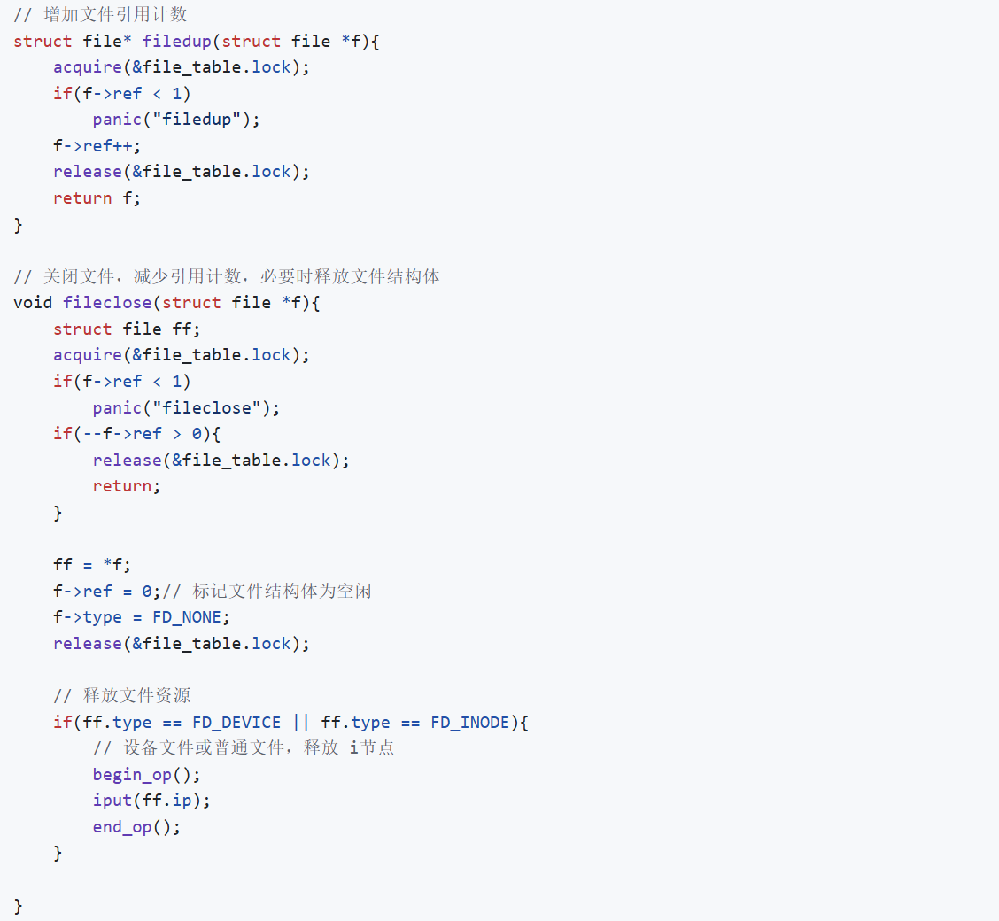 // 增加文件引用计数
struct file* filedup(struct file *f){
    acquire(&file_table.lock);
    if(f->ref < 1)
        panic("filedup");
    f->ref++;
    release(&file_table.lock);
    return f;
}

// 关闭文件，减少引用计数，必要时释放文件结构体
void fileclose(struct file *f){
    struct file ff;
    acquire(&file_table.lock);
    if(f->ref < 1)
        panic("fileclose");
    if(--f->ref > 0){
        release(&file_table.lock);
        return;
    }

    ff = *f;
    f->ref = 0;// 标记文件结构体为空闲
    f->type = FD_NONE;
    release(&file_table.lock);

    // 释放文件资源
    if(ff.type == FD_DEVICE || ff.type == FD_INODE){
        // 设备文件或普通文件，释放 i节点
        begin_op();
        iput(ff.ip);
        end_op();
    }

}